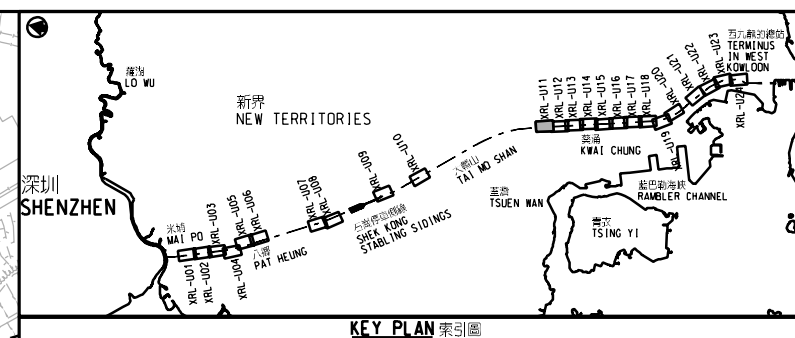 羅湖
LO WU
新界
NEW TERRITORIES
深圳
SHENZHEN
米埔
MAI PO
八鄉
PAT HEUNG
石崗停車側線
SHEK KONG
STABLING SIDINGS
大帽山
TAI MO SHAN
葵涌
KWAI CHUNG
荃灣
TSUEN WAN
青衣
TSING YI
藍巴勒海峽
RAMBLER CHANNEL
西九龍的總站
TERMINUS
IN WEST
KOWLOON
XRL-U01
XRL-U02
XRL-U03
XRL-U04
XRL-U05
XRL-U06
XRL-U07
XRL-U08
XRL-U09
XRL-U10
XRL-U11
XRL-U12
XRL-U13
XRL-U14
XRL-U15
XRL-U16
XRL-U17
XRL-U18
XRL-U19
XRL-U20
XRL-U21
XRL-U22
XRL-U23
XRL-U24
KEY PLAN 索引圖